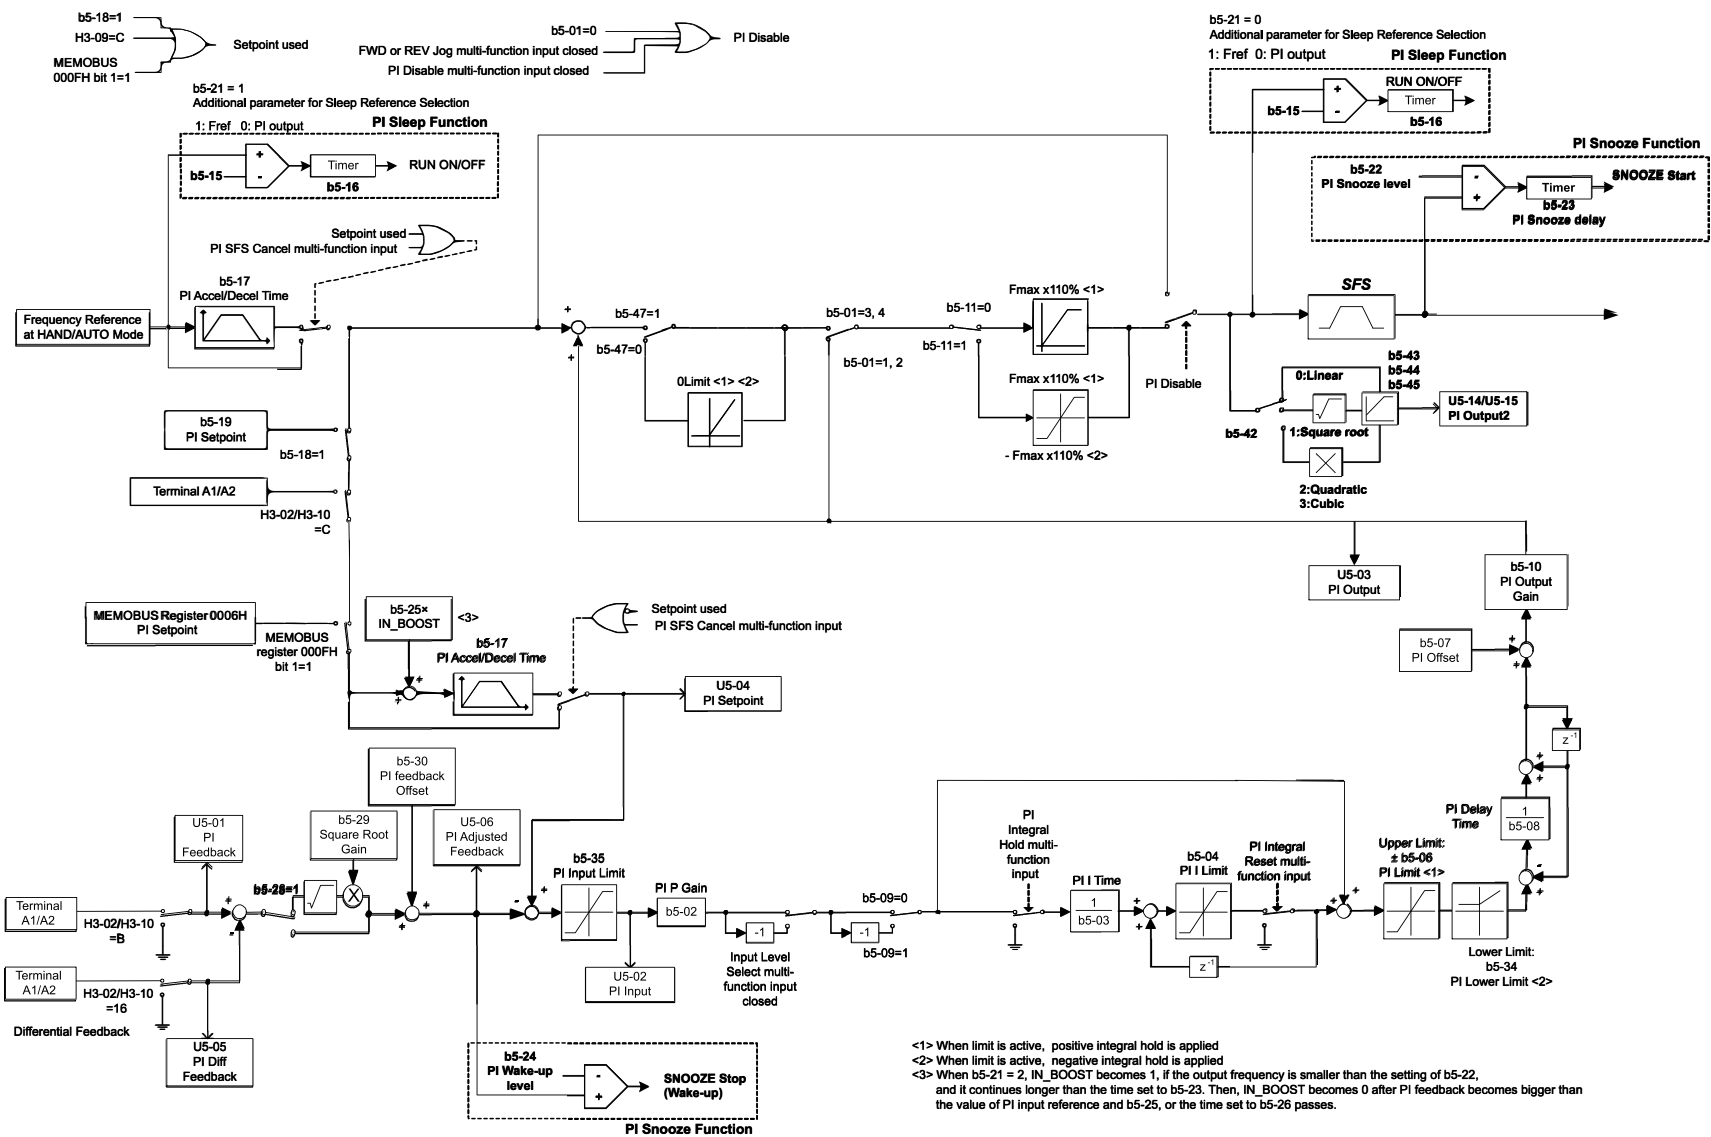 b5-18=1
H3-09=C
MEMOBUS
000FH bit 1=1
Setpoint used
b5-01=0
FWD or REV Jog multi-function input closed
PI Disable multi-function input closed
PI Disable
b5-21 = 0
Additional parameter for Sleep Reference Selection
1: Fref 0: PI output
PI Sleep Function
+
-
b5-15
RUN ON/OFF
Timer
b5-16
b5-21 = 1
Additional parameter for Sleep Reference Selection
1: Fref 0: PI output
PI Sleep Function
+
-
b5-15
Timer
b5-16
RUN ON/OFF
PI Snooze Function
b5-22
PI Snooze level
-
+
Timer
b5-23
PI Snooze delay
SNOOZE Start
Setpoint used
PI SFS Cancel multi-function input
b5-17
PI Accel/Decel Time
Frequency Reference
at HAND/AUTO Mode
+
+
b5-47=1
b5-47=0
0Limit <1> <2>
b5-01=3, 4
b5-01=1, 2
b5-11=0
b5-11=1
Fmax x110% <1>
Fmax x110% <1>
- Fmax x110% <2>
PI Disable
SFS
0:Linear
b5-43
b5-44
b5-45
√
1:Square root
b5-42
2:Quadratic
3:Cubic
U5-14/U5-15
PI Output2
b5-19
PI Setpoint
b5-18=1
Terminal A1/A2
H3-02/H3-10
=C
U5-03
PI Output
b5-10
PI Output
Gain
MEMOBUS Register 0006H
PI Setpoint
MEMOBUS
register 000FH
bit 1=1
b5-25×
IN_BOOST
<3>
b5-17
PI Accel/Decel Time
+
+
Setpoint used
PI SFS Cancel multi-function input
U5-04
PI Setpoint
b5-07
PI Offset
+
+
z -1
+
+
PI Delay
Time
1
b5-08
-
+
b5-30
PI feedback
Offset
U5-01
PI
Feedback
b5-29
Square Root
Gain
U5-06
PI Adjusted
Feedback
b5-28=1
√
X
Terminal
A1/A2
H3-02/H3-10
=B
+
-
+
+
Terminal
A1/A2
H3-02/H3-10
=16
Differential Feedback
U5-05
PI Diff
Feedback
-
+
b5-35
PI Input Limit
U5-02
PI Input
PI P Gain
b5-02
-1
Input Level
Select multi-
function input
closed
b5-09=0
-1
b5-09=1
PI
Integral
Hold multi-
function
input
PI I Time
1
b5-03
+
+
b5-04
PI I Limit
z -1
PI Integral
Reset multi-
function input
+
+
Upper Limit:
± b5-06
PI Limit <1>
Lower Limit:
b5-34
PI Lower Limit <2>
b5-24
PI Wake-up
level
-
+
SNOOZE Stop
(Wake-up)
PI Snooze Function
<1> When limit is active, positive integral hold is applied
<2> When limit is active, negative integral hold is applied
<3> When b5-21 = 2, IN_BOOST becomes 1, if the output frequency is smaller than the setting of b5-22,
and it continues longer than the time set to b5-23. Then, IN_BOOST becomes 0 after PI feedback becomes bigger than
the value of PI input reference and b5-25, or the time set to b5-26 passes.